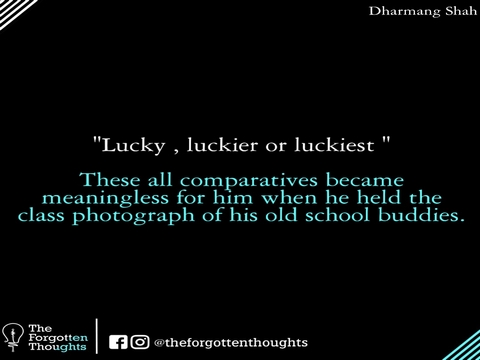 Dharmang Shah
"Lucky , luckier or luckiest "
These all comparatives became
meaningless for him when he held the
class photograph of his old school buddies.
The
Forgotten
Thoughts
@theforgottenthoughts